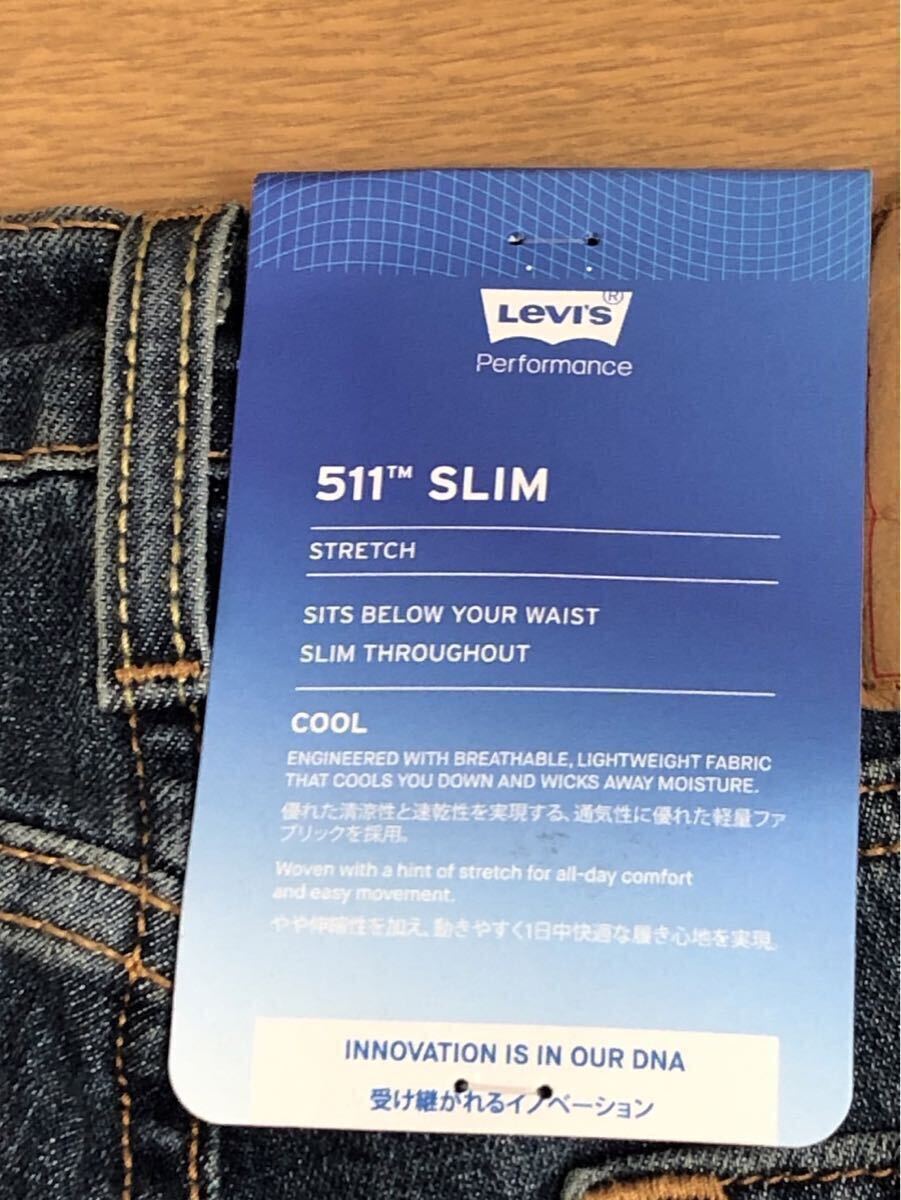 LEVI'S®
Performance
511™ SLIM
STRETCH
SITS BELOW YOUR WAIST
SLIM THROUGHOUT
COOL
ENGINEERED WITH BREATHABLE, LIGHTWEIGHT FABRIC
THAT COOLS YOU DOWN AND WICKS AWAY MOISTURE.
優れた清涼性と速乾性を実現する、通気性に優れた軽量ファ
ブリックを採用。
Woven with a hint of stretch for all-day comfort
and easy movement.
やや伸縮性を加え、動きやすく1日中快適な履き心地を実現。
INNOVATION IS IN OUR DNA
受け継がれるイノベーション